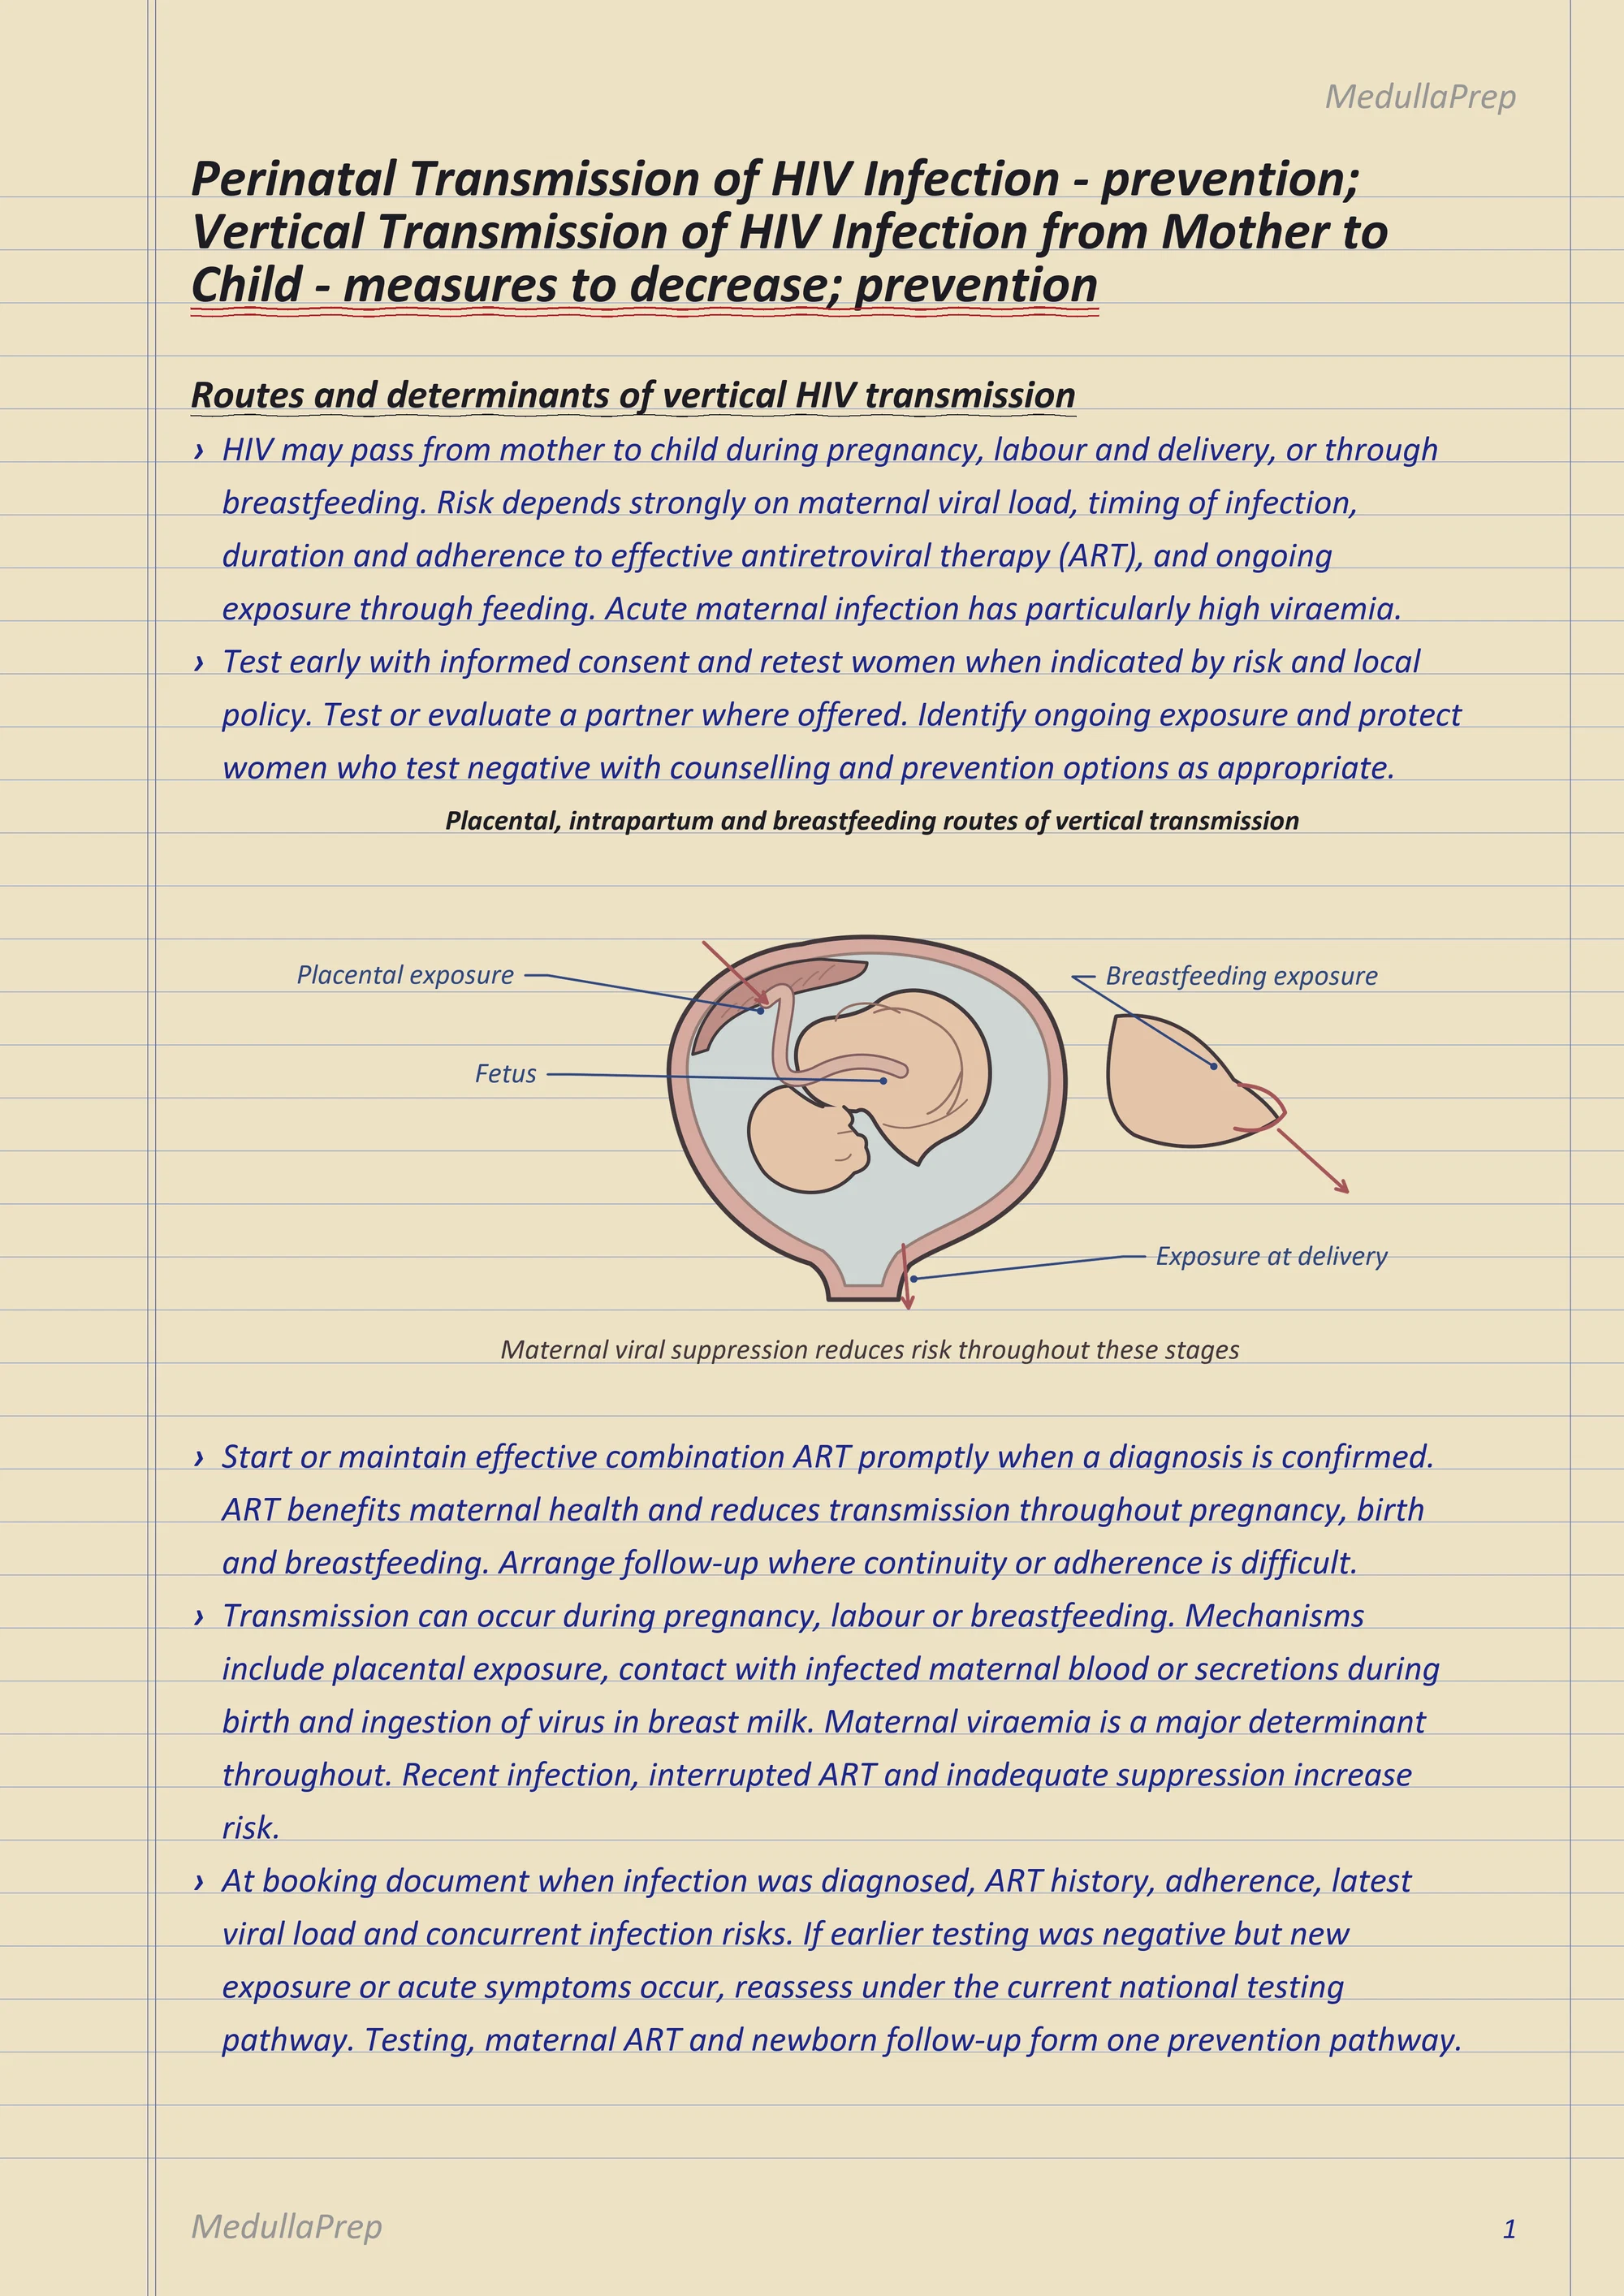 MedullaPrep
Perinatal Transmission of HIV Infection - prevention;
Vertical Transmission of HIV Infection from Mother to
Child - measures to decrease; prevention
Routes and determinants of vertical HIV transmission
› HIV may pass from mother to child during pregnancy, labour and delivery, or through
breastfeeding. Risk depends strongly on maternal viral load, timing of infection,
duration and adherence to effective antiretroviral therapy (ART), and ongoing
exposure through feeding. Acute maternal infection has particularly high viraemia.
› Test early with informed consent and retest women when indicated by risk and local
policy. Test or evaluate a partner where offered. Identify ongoing exposure and protect
women who test negative with counselling and prevention options as appropriate.
Placental, intrapartum and breastfeeding routes of vertical transmission
Placental exposure
Breastfeeding exposure
Fetus
Exposure at delivery
Maternal viral suppression reduces risk throughout these stages
› Start or maintain effective combination ART promptly when a diagnosis is confirmed.
ART benefits maternal health and reduces transmission throughout pregnancy, birth
and breastfeeding. Arrange follow-up where continuity or adherence is difficult.
› Transmission can occur during pregnancy, labour or breastfeeding. Mechanisms
include placental exposure, contact with infected maternal blood or secretions during
birth and ingestion of virus in breast milk. Maternal viraemia is a major determinant
throughout. Recent infection, interrupted ART and inadequate suppression increase
risk.
› At booking document when infection was diagnosed, ART history, adherence, latest
viral load and concurrent infection risks. If earlier testing was negative but new
exposure or acute symptoms occur, reassess under the current national testing
pathway. Testing, maternal ART and newborn follow-up form one prevention pathway.
MedullaPrep
1